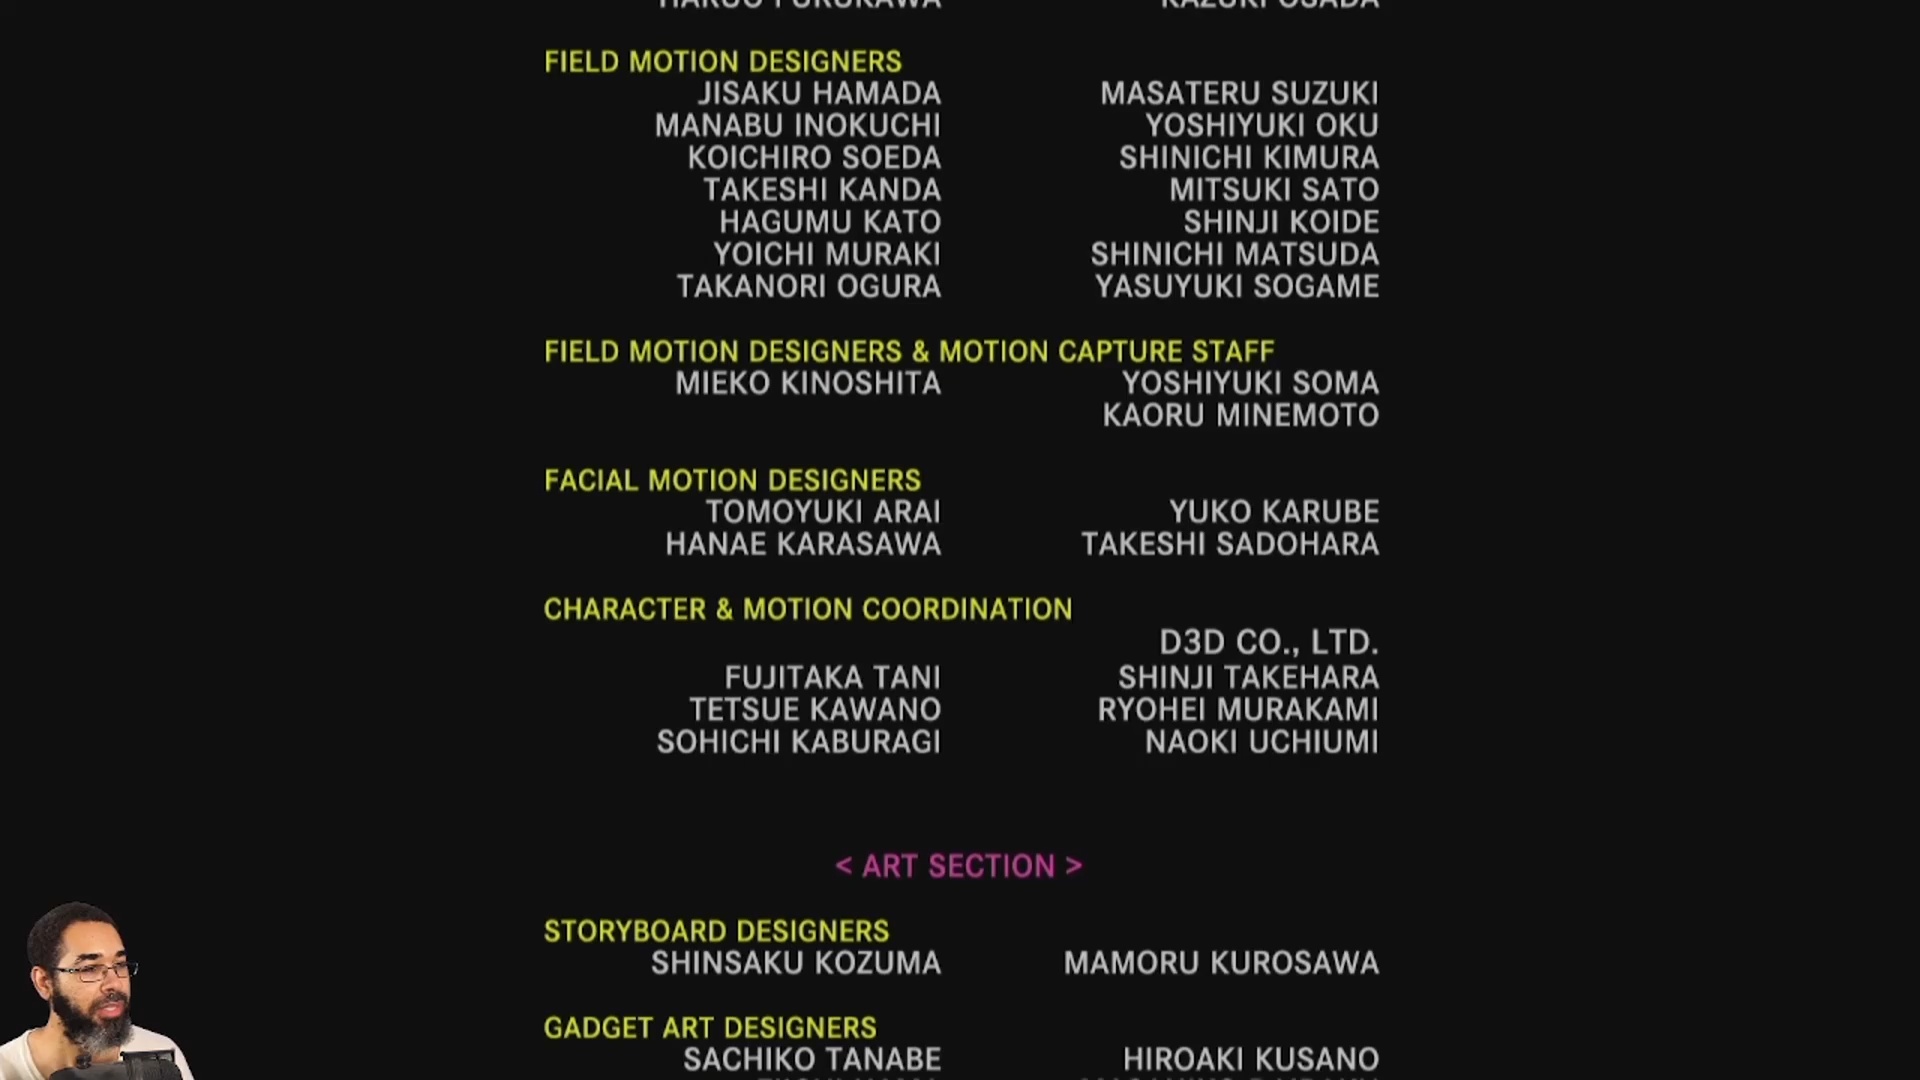 FIELD MOTION DESIGNERS
JISAKU HAMADA MASATERU SUZUKI
MANABU INOKUCHI YOSHIYUKI OKU
KOICHIRO SOEDA SHINICHI KIMURA
TAKESHI KANDA MITSUKI SATO
HAGUMU KATO SHINJI KOIDE
YOICHI MURAKI SHINICHI MATSUDA
TAKANORI OGURA YASUYUKI SOGAME
FIELD MOTION DESIGNERS & MOTION CAPTURE STAFF
MIEKO KINOSHITA YOSHIYUKI SOMA
KAORU MINEMOTO
FACIAL MOTION DESIGNERS
TOMOYUKI ARAI YUKO KARUBE
HANAE KARASAWA TAKESHI SADOHARA
CHARACTER & MOTION COORDINATION
D3D CO., LTD.
FUJITAKA TANI SHINJI TAKEHARA
TETSUE KAWANO RYOHEI MURAKAMI
SOHICHI KABURAGI NAOKI UCHIUMI
< ART SECTION >
STORYBOARD DESIGNERS
SHINSAKU KOZUMA MAMORU KUROSAWA
GADGET ART DESIGNERS
SACHIKO TANABE HIROAKI KUSANO